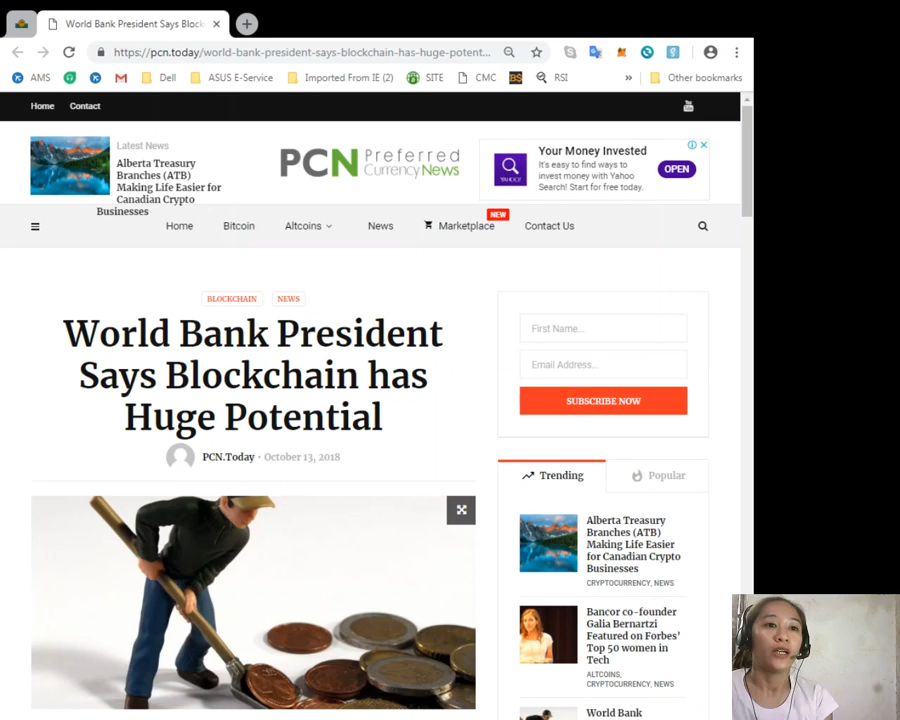 World Bank President Says Block
https://pcn.today/world-bank-president-says-blockchain-has-huge-potent...
AMS
Dell
ASUS E-Service
Imported From IE (2)
SITE
CMC
BS
RSI
»
Other bookmarks
Home
Contact
You
Tube
Latest News
Alberta Treasury
Branches (ATB)
Making Life Easier for
Canadian Crypto
Businesses
PCN Preferred
Currency News
YAHOO!
Your Money Invested
It's easy to find ways to
invest money with Yahoo
Search! Start for free today.
OPEN
Home
Bitcoin
Altcoins
News
Marketplace
NEW
Contact Us
BLOCKCHAIN
NEWS
World Bank President
Says Blockchain has
Huge Potential
PCN.Today • October 13, 2018
First Name...
Email Address...
SUBSCRIBE NOW
Trending
Popular
Alberta Treasury
Branches (ATB)
Making Life Easier
for Canadian Crypto
Businesses
CRYPTOCURRENCY, NEWS
Bancor co-founder
Galia Bernartzi
Featured on Forbes'
Top 50 women in
Tech
ALTCOINS,
CRYPTOCURRENCY, NEWS
World Bank